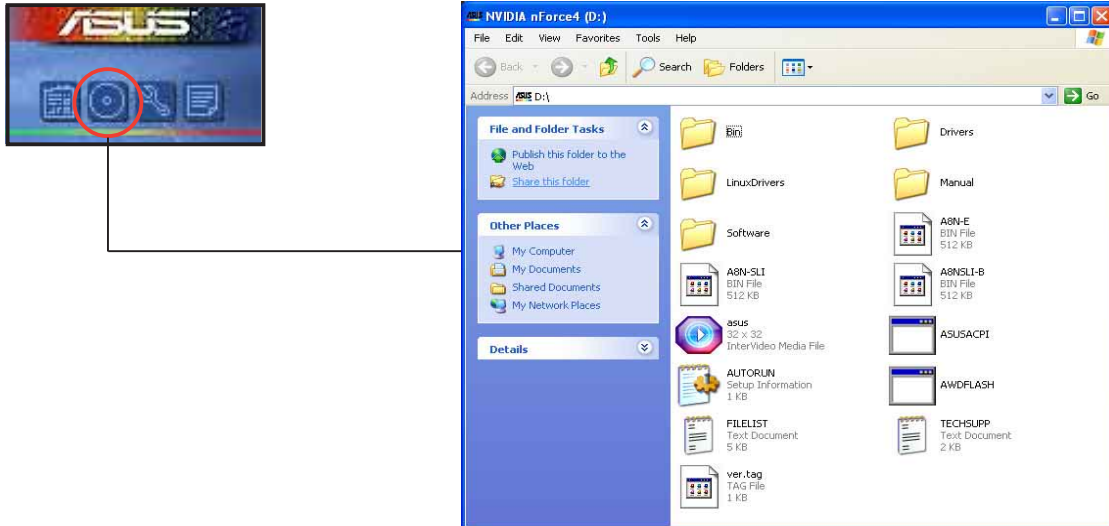 ASUS
NVIDIA nForce4 (D:)
File Edit View Favorites Tools Help
Back Search Folders
Address ASUS D:\ Go
File and Folder Tasks
Publish this folder to the
Web
Share this folder
Other Places
My Computer
My Documents
Shared Documents
My Network Places
Details
Bin
Drivers
LinuxDrivers
Manual
Software
A8N-E
BIN File
512 KB
A8N-SLI
BIN File
512 KB
A8NSLI-B
BIN File
512 KB
asus
32 x 32
InterVideo Media File
ASUSACPI
AUTORUN
Setup Information
1 KB
AWDFLASH
FILELIST
Text Document
5 KB
TECHSUPP
Text Document
2 KB
ver.tag
TAG File
1 KB